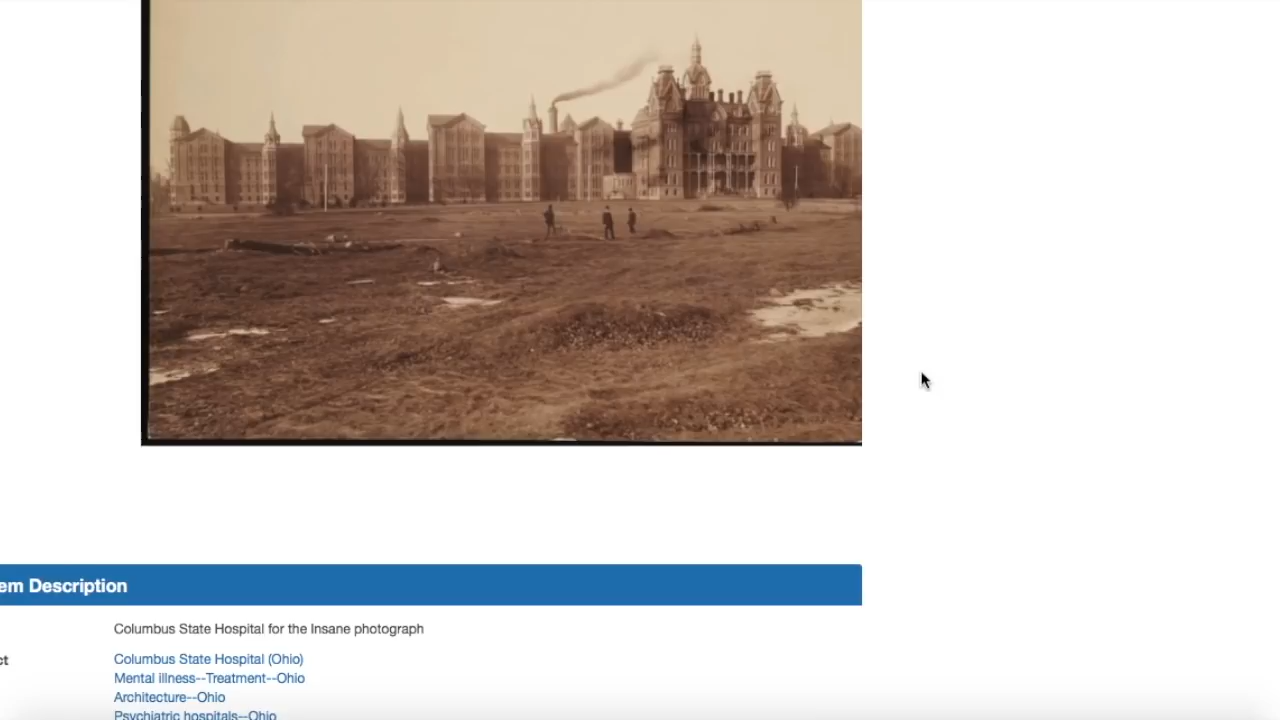 em Description
Columbus State Hospital for the Insane photograph
ct
Columbus State Hospital (Ohio)
Mental illness--Treatment--Ohio
Architecture--Ohio
Psychiatric hospitals--Ohio